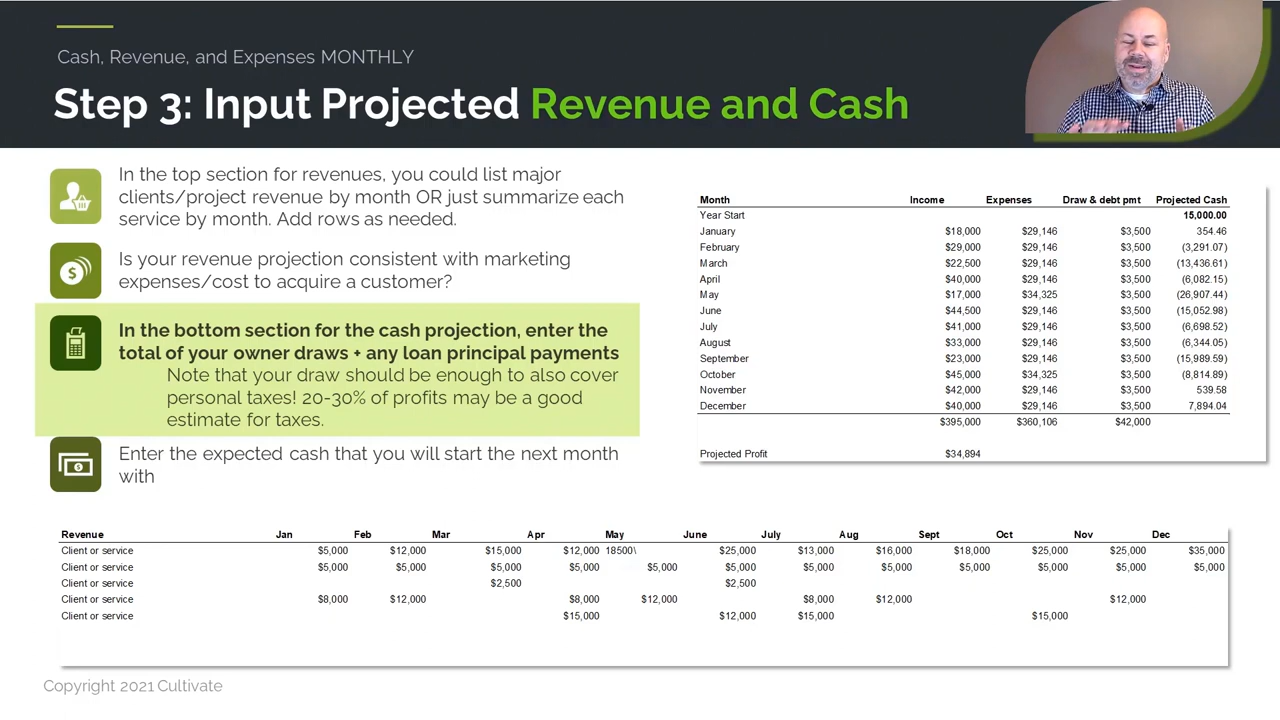 Cash, Revenue, and Expenses MONTHLY
Step 3: Input Projected Revenue and Cash
In the top section for revenues, you could list major
clients/project revenue by month OR just summarize each
service by month. Add rows as needed.
Is your revenue projection consistent with marketing
expenses/cost to acquire a customer?
In the bottom section for the cash projection, enter the
total of your owner draws + any loan principal payments
Note that your draw should be enough to also cover
personal taxes! 20-30% of profits may be a good
estimate for taxes.
Enter the expected cash that you will start the next month
with
Month Income Expenses Draw & debt pmt Projected Cash
Year Start 15,000.00
January $18,000 $29,146 $3,500 354.46
February $29,000 $29,146 $3,500 (3,291.07)
March $22,500 $29,146 $3,500 (13,436.61)
April $40,000 $29,146 $3,500 (6,082.15)
May $17,000 $34,325 $3,500 (26,907.44)
June $44,500 $29,146 $3,500 (15,052.98)
July $41,000 $29,146 $3,500 (6,698.52)
August $33,000 $29,146 $3,500 (6,344.05)
September $23,000 $29,146 $3,500 (15,989.59)
October $45,000 $34,325 $3,500 (8,814.89)
November $42,000 $29,146 $3,500 539.58
December $40,000 $29,146 $3,500 7,894.04
$395,000 $360,106 $42,000
Projected Profit $34,894
Revenue Jan Feb Mar Apr May June July Aug Sept Oct Nov Dec
Client or service $5,000 $12,000 $15,000 $12,000 18500\ $25,000 $13,000 $16,000 $18,000 $25,000 $25,000 $35,000
Client or service $5,000 $5,000 $5,000 $5,000 $5,000 $5,000 $5,000 $5,000 $5,000 $5,000 $5,000 $5,000
Client or service $2,500 $2,500
Client or service $8,000 $12,000 $8,000 $12,000 $8,000 $12,000 $12,000
Client or service $15,000 $12,000 $15,000 $15,000
Copyright 2021 Cultivate